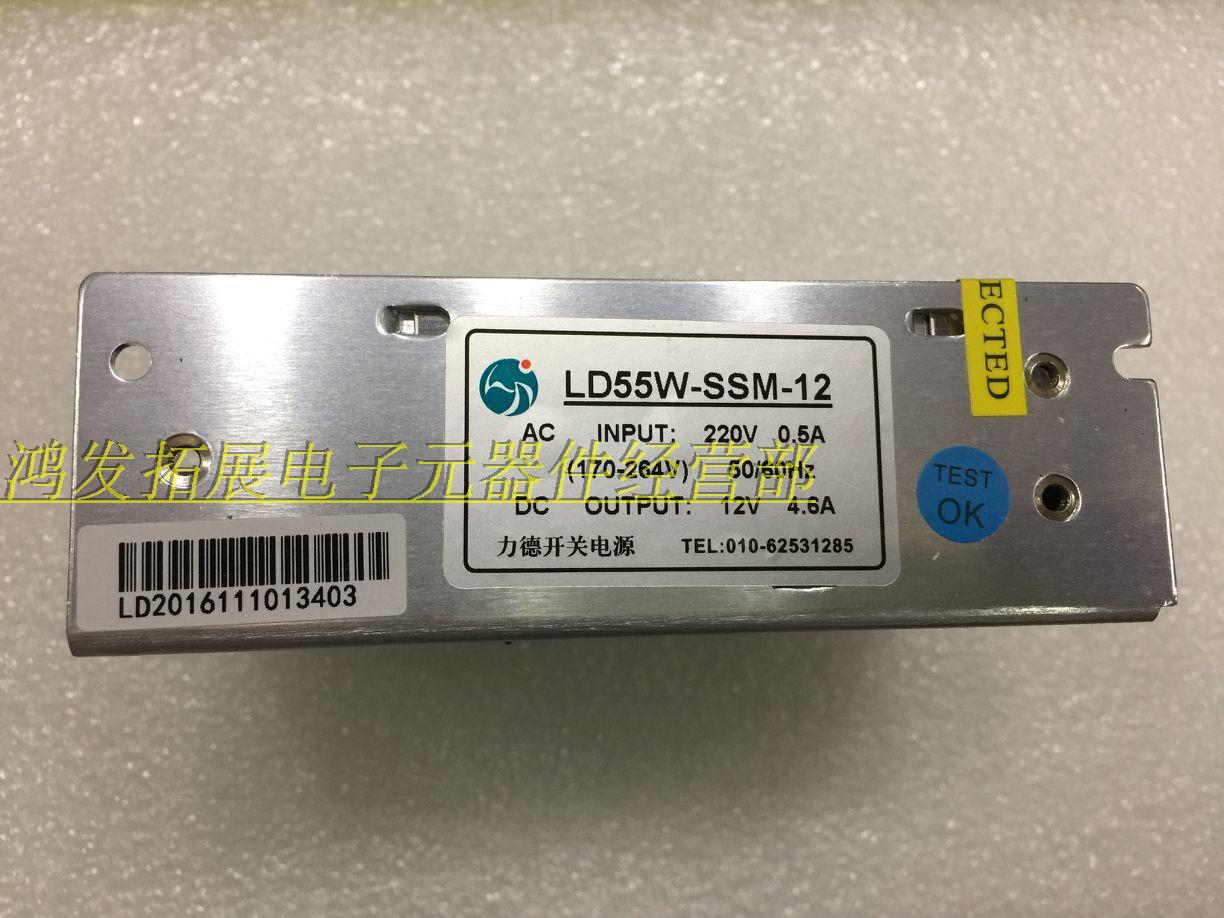 ECTED
LD55W-SSM-12
AC INPUT: 220V 0.5A
(170-264V) 50/60Hz
DC OUTPUT: 12V 4.6A
力德开关电源 TEL:010-62531285
鸿发拓展电子元器件经营部
TEST
OK
LD2016111013403